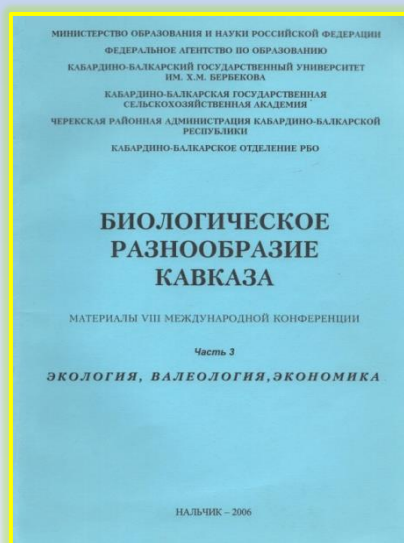 МИНИСТЕРСТВО ОБРАЗОВАНИЯ И НАУКИ РОССИЙСКОЙ ФЕДЕРАЦИИ
ФЕДЕРАЛЬНОЕ АГЕНТСТВО ПО ОБРАЗОВАНИЮ
КАБАРДИНО-БАЛКАРСКИЙ ГОСУДАРСТВЕННЫЙ УНИВЕРСИТЕТ
ИМ. Х.М. БЕРБЕКОВА
КАБАРДИНО-БАЛКАРСКАЯ ГОСУДАРСТВЕННАЯ
СЕЛЬСКОХОЗЯЙСТВЕННАЯ АКАДЕМИЯ
ЧЕРЕКСКАЯ РАЙОННАЯ АДМИНИСТРАЦИЯ КАБАРДИНО-БАЛКАРСКОЙ
РЕСПУБЛИКИ
КАБАРДИНО-БАЛКАРСКОЕ ОТДЕЛЕНИЕ РБО
БИОЛОГИЧЕСКОЕ
РАЗНООБРАЗИЕ
КАВКАЗА
МАТЕРИАЛЫ VIII МЕЖДУНАРОДНОЙ КОНФЕРЕНЦИИ
Часть 3
ЭКОЛОГИЯ, ВАЛЕОЛОГИЯ,ЭКОНОМИКА
НАЛЬЧИК – 2006